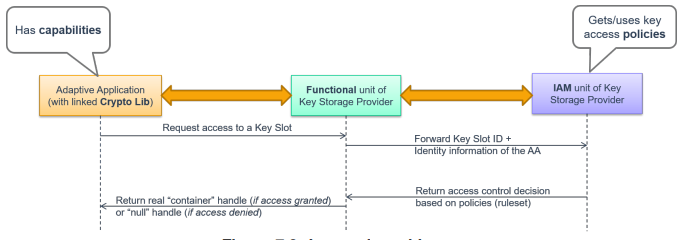 Has capabilities
Gets/uses key
access policies
Adaptive Application
(with linked Crypto Lib)
Functional unit of
Key Storage Provider
IAM unit of Key
Storage Provider
Request access to a Key Slot
Forward Key Slot ID +
Identity information of the AA
Return access control decision
based on policies (ruleset)
Return real "container" handle (if access granted)
or "null" handle (if access denied)